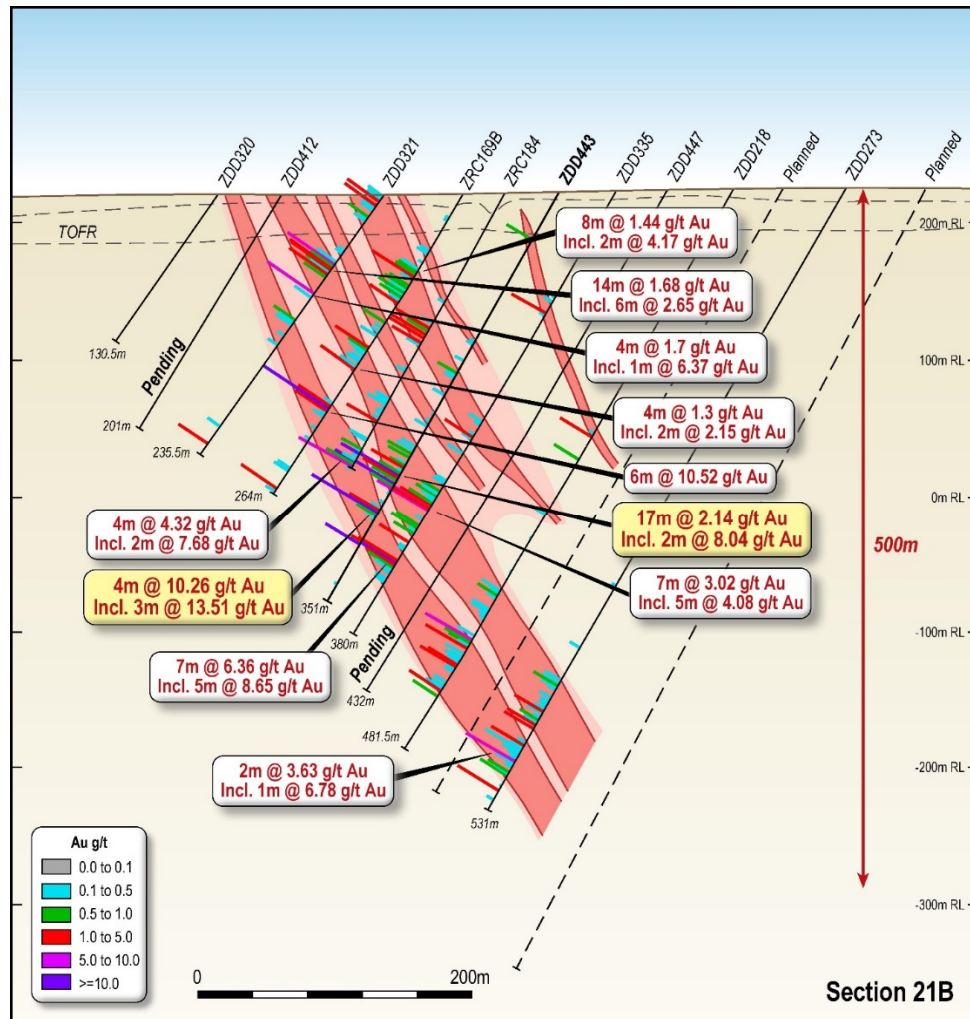 ZDD320
ZDD412
ZDD321
ZRC169B
ZRC184
ZDD443
ZDD335
ZDD447
ZDD218
Planned
ZDD273
Planned
TOFR
200m RL
8m @ 1.44 g/t Au
Incl. 2m @ 4.17 g/t Au
14m @ 1.68 g/t Au
Incl. 6m @ 2.65 g/t Au
130.5m
4m @ 1.7 g/t Au
Incl. 1m @ 6.37 g/t Au
100m RL
Pending
201m
4m @ 1.3 g/t Au
Incl. 2m @ 2.15 g/t Au
235.5m
6m @ 10.52 g/t Au
264m
0m RL
4m @ 4.32 g/t Au
Incl. 2m @ 7.68 g/t Au
17m @ 2.14 g/t Au
Incl. 2m @ 8.04 g/t Au
500m
4m @ 10.26 g/t Au
Incl. 3m @ 13.51 g/t Au
7m @ 3.02 g/t Au
Incl. 5m @ 4.08 g/t Au
351m
380m
-100m RL
7m @ 6.36 g/t Au
Incl. 5m @ 8.65 g/t Au
Pending
432m
481.5m
2m @ 3.63 g/t Au
Incl. 1m @ 6.78 g/t Au
-200m RL
531m
Au g/t
0.0 to 0.1
0.1 to 0.5
0.5 to 1.0
1.0 to 5.0
5.0 to 10.0
>=10.0
-300m RL
0
200m
Section 21B